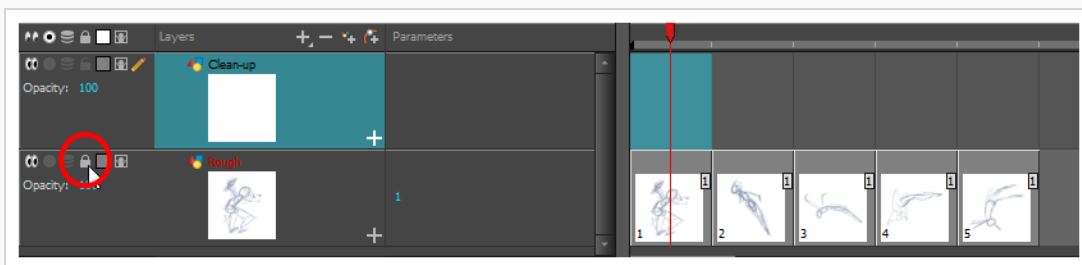 Layers Parameters
Clean-up
Opacity: 100
Rough
Opacity:
1
1 1 1 1 1
1 2 3 4 5